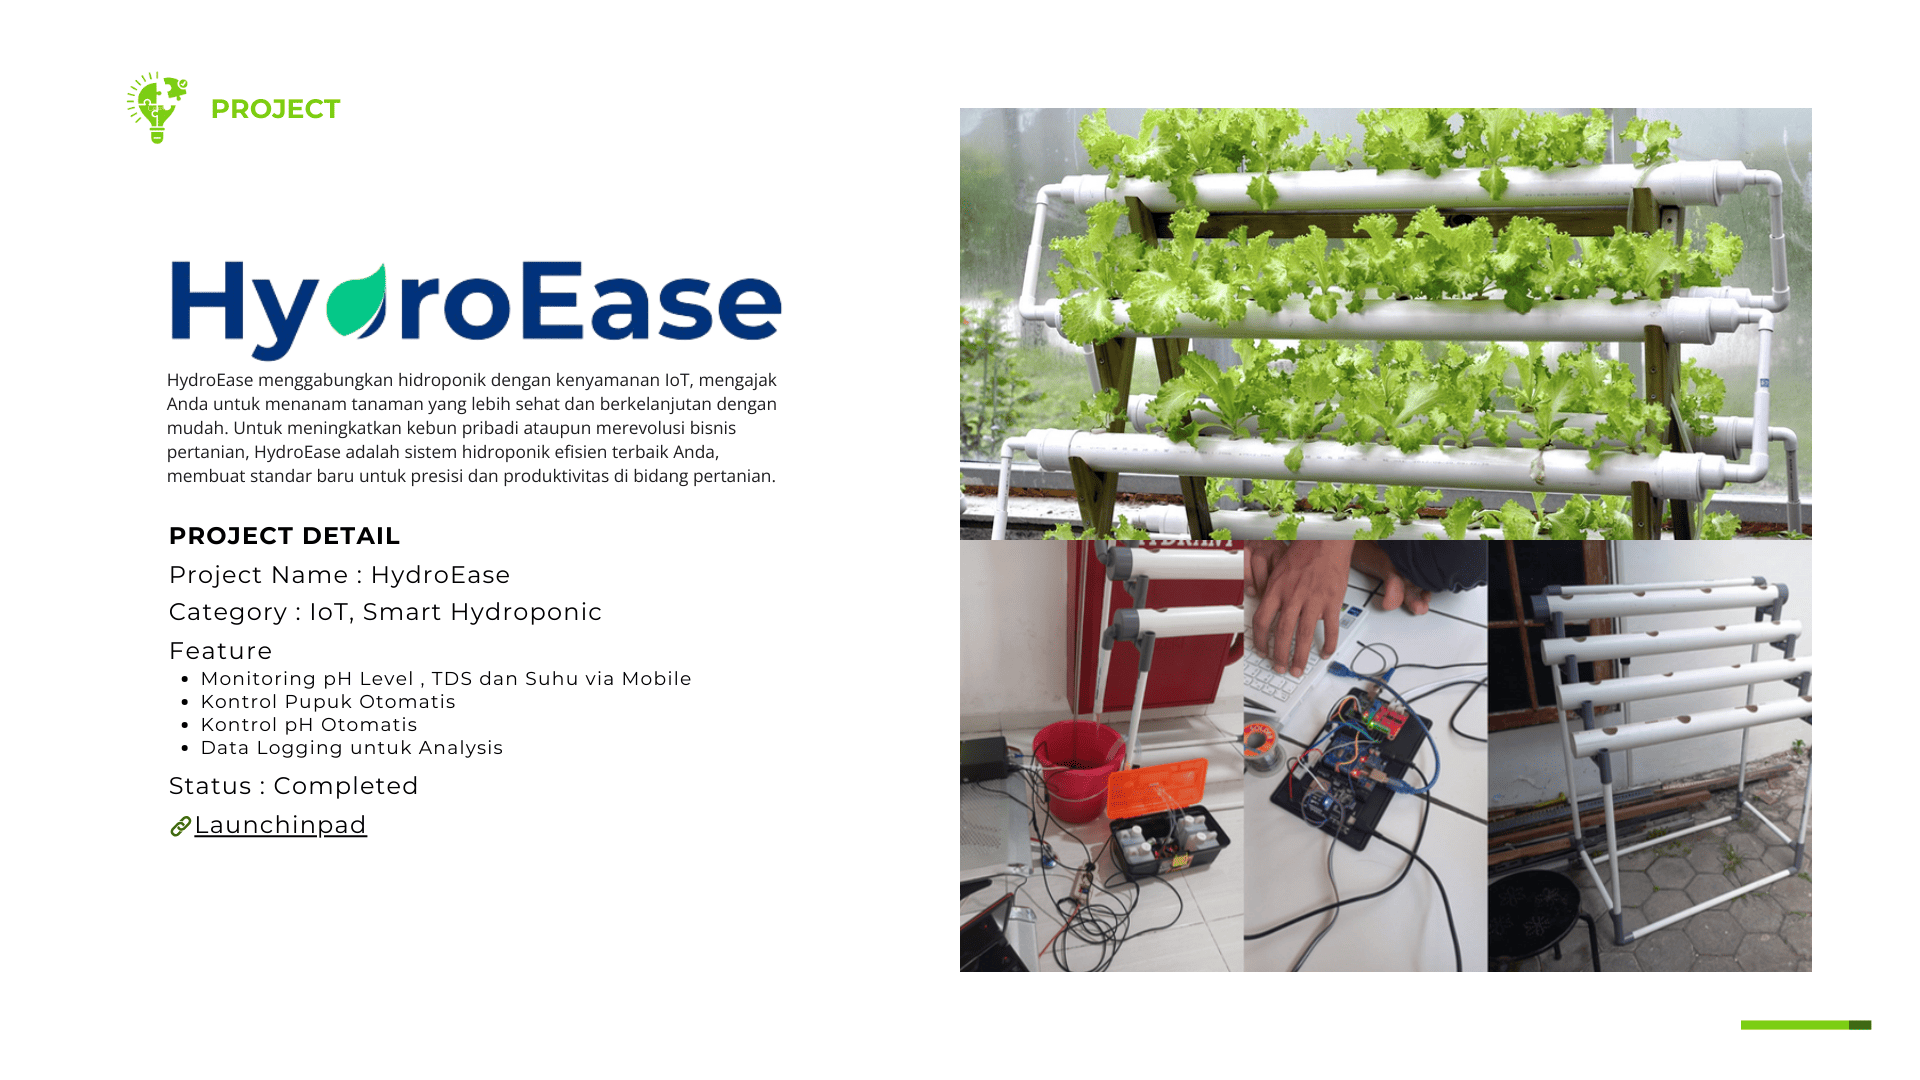 PROJECT
HydroEase
HydroEase menggabungkan hidroponik dengan kenyamanan IoT, mengajak
Anda untuk menanam tanaman yang lebih sehat dan berkelanjutan dengan
mudah. Untuk meningkatkan kebun pribadi ataupun merevolusi bisnis
pertanian, HydroEase adalah sistem hidroponik efisien terbaik Anda,
membuat standar baru untuk presisi dan produktivitas di bidang pertanian.
PROJECT DETAIL
Project Name : HydroEase
Category : IoT, Smart Hydroponic
Feature
Monitoring pH Level , TDS dan Suhu via Mobile
Kontrol Pupuk Otomatis
Kontrol pH Otomatis
Data Logging untuk Analysis
Status : Completed
Launchinpad